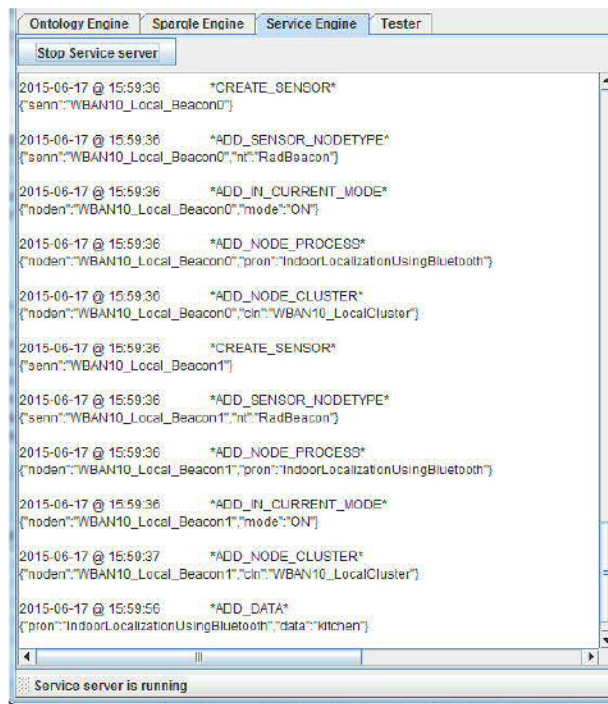 Ontology Engine Sparqle Engine Service Engine Tester
Stop Service server
2015-06-17 @ 15:59:36 *CREATE_SENSOR*
{"senn":"WBAN10_Local_Beacon0"}
2015-06-17 @ 15:59:36 *ADD_SENSOR_NODETYPE*
{"senn":"WBAN10_Local_Beacon0","nt":"RadBeacon"}
2015-06-17 @ 15:59:36 *ADD_IN_CURRENT_MODE*
{"noden":"WBAN10_Local_Beacon0","mode":"ON"}
2015-06-17 @ 15:59:36 *ADD_NODE_PROCESS*
{"noden":"WBAN10_Local_Beacon0","pron":"IndoorLocalizationUsingBluetooth"}
2015-06-17 @ 15:59:36 *ADD_NODE_CLUSTER*
{"noden":"WBAN10_Local_Beacon0","cln":"WBAN10_LocalCluster"}
2015-06-17 @ 15:59:36 *CREATE_SENSOR*
{"senn":"WBAN10_Local_Beacon1"}
2015-06-17 @ 15:59:36 *ADD_SENSOR_NODETYPE*
{"senn":"WBAN10_Local_Beacon1","nt":"RadBeacon"}
2015-06-17 @ 15:59:36 *ADD_NODE_PROCESS*
{"noden":"WBAN10_Local_Beacon1","pron":"IndoorLocalizationUsingBluetooth"}
2015-06-17 @ 15:59:36 *ADD_IN_CURRENT_MODE*
{"noden":"WBAN10_Local_Beacon1","mode":"ON"}
2015-06-17 @ 15:59:37 *ADD_NODE_CLUSTER*
{"noden":"WBAN10_Local_Beacon1","cln":"WBAN10_LocalCluster"}
2015-06-17 @ 15:59:56 *ADD_DATA*
{"pron":"IndoorLocalizationUsingBluetooth","data":"kitchen"}
Service server is running